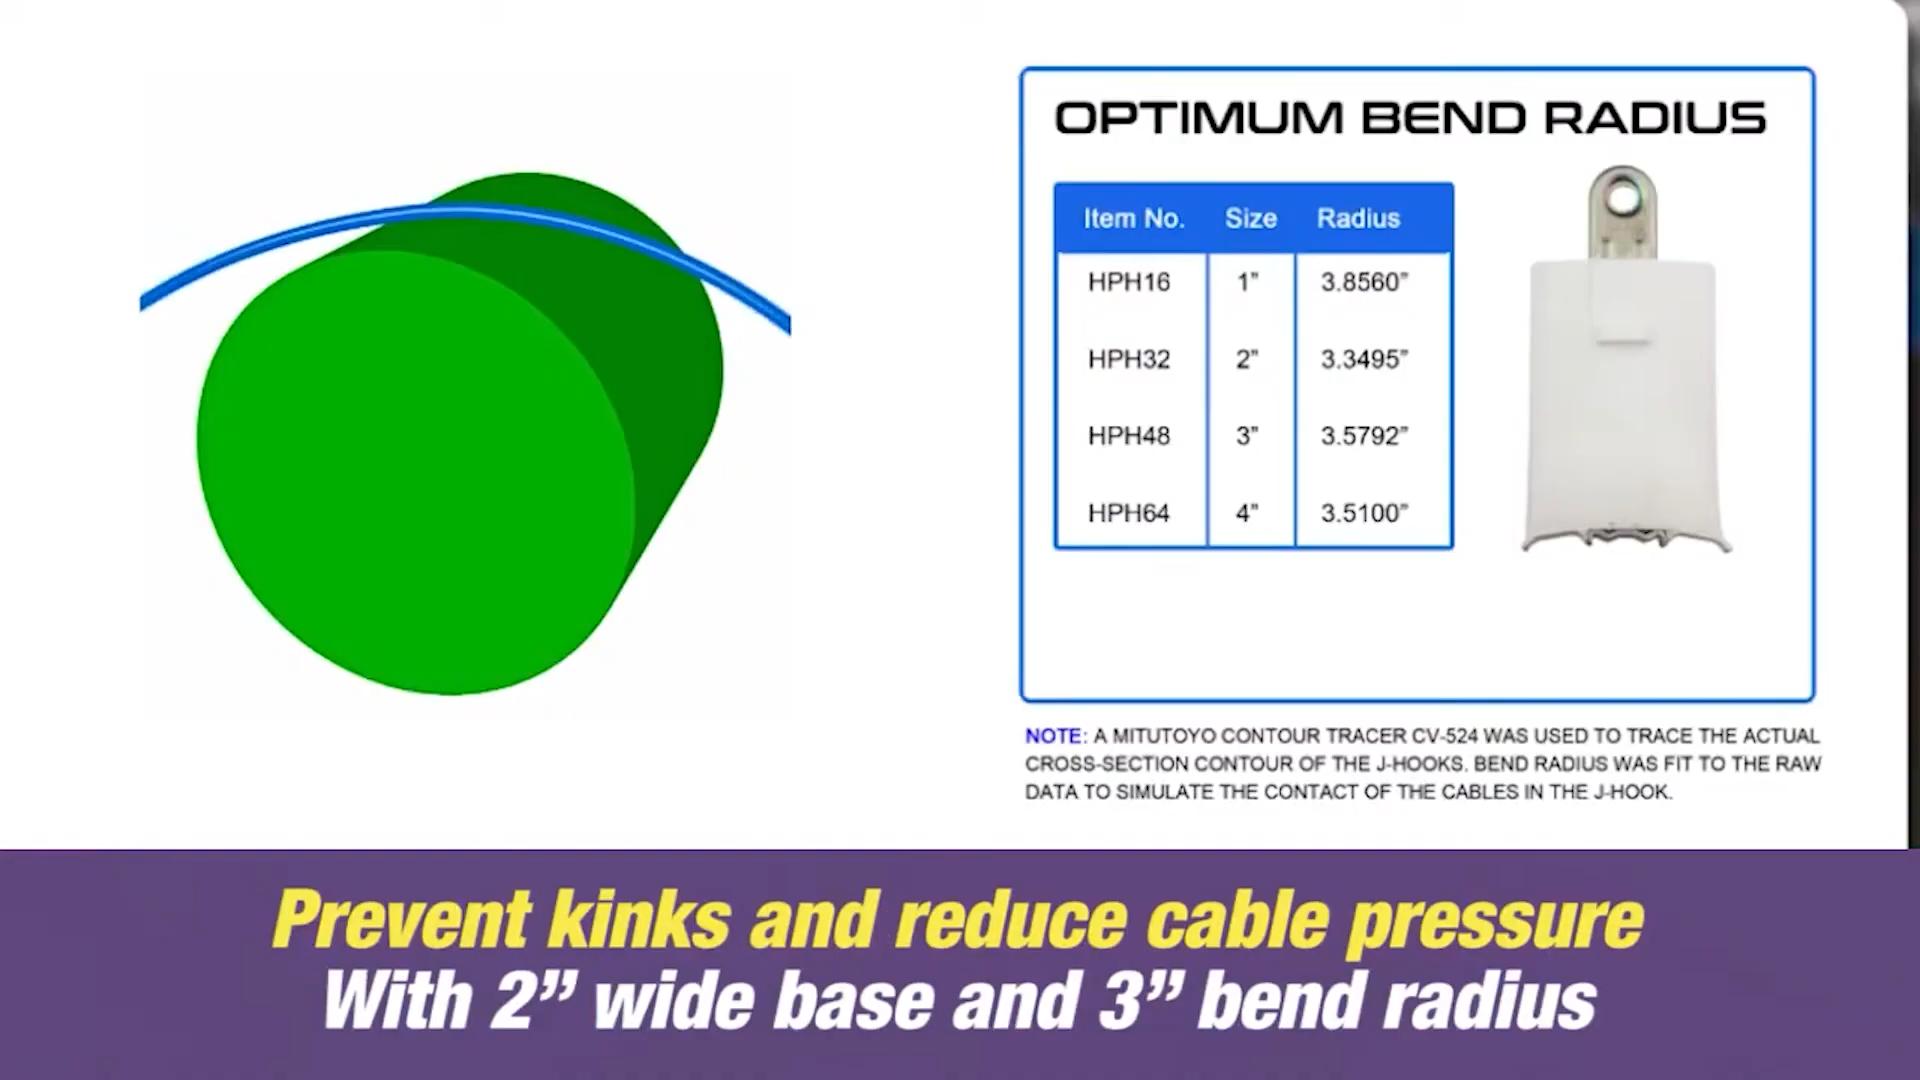 OPTIMUM BEND RADIUS
Item No. Size Radius
HPH16 1” 3.8560”
HPH32 2” 3.3495”
HPH48 3” 3.5792”
HPH64 4” 3.5100”
NOTE: A MITUTOYO CONTOUR TRACER CV-524 WAS USED TO TRACE THE ACTUAL
CROSS-SECTION CONTOUR OF THE J-HOOKS. BEND RADIUS WAS FIT TO THE RAW
DATA TO SIMULATE THE CONTACT OF THE CABLES IN THE J-HOOK.
Prevent kinks and reduce cable pressure
With 2” wide base and 3” bend radius